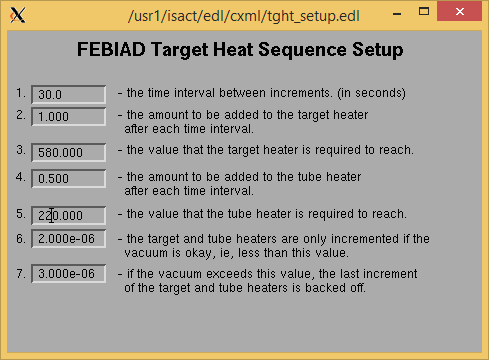 /usr1/isact/edl/cxml/tght_setup.edl
FEBIAD Target Heat Sequence Setup
1. 30.0 - the time interval between increments. (in seconds)
2. 1.000 - the amount to be added to the target heater
after each time interval.
3. 580.000 - the value that the target heater is required to reach.
4. 0.500 - the amount to be added to the tube heater
after each time interval.
5. 220.000 - the value that the tube heater is required to reach.
6. 2.000e-06 - the target and tube heaters are only incremented if the
vacuum is okay, ie, less than this value.
7. 3.000e-06 - if the vacuum exceeds this value, the last increment
of the target and tube heaters is backed off.